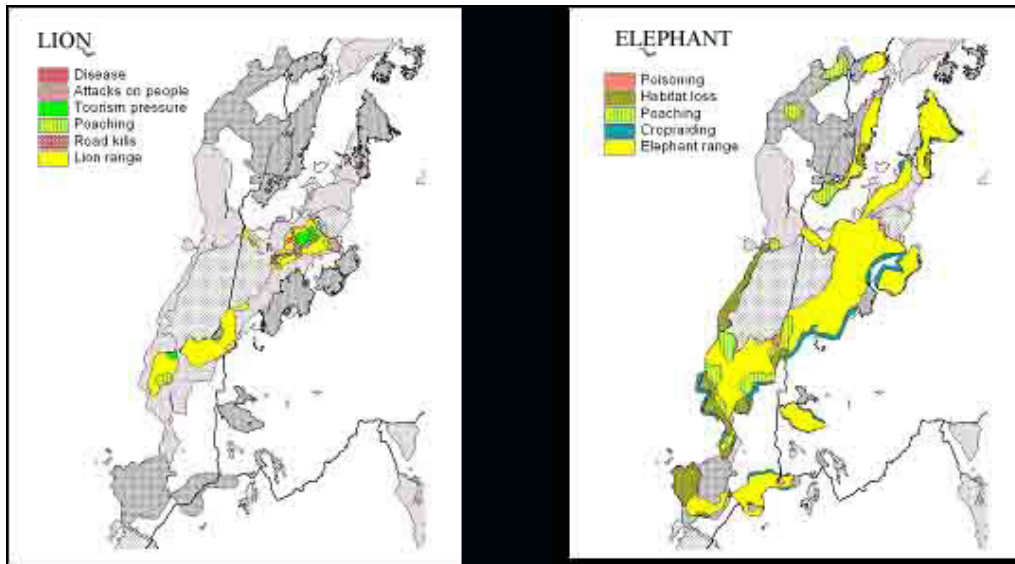 LION
Disease
Attacks on people
Tourism pressure
Poaching
Road kills
Lion range
ELEPHANT
Poisoning
Habitat loss
Poaching
Cropraiding
Elephant range